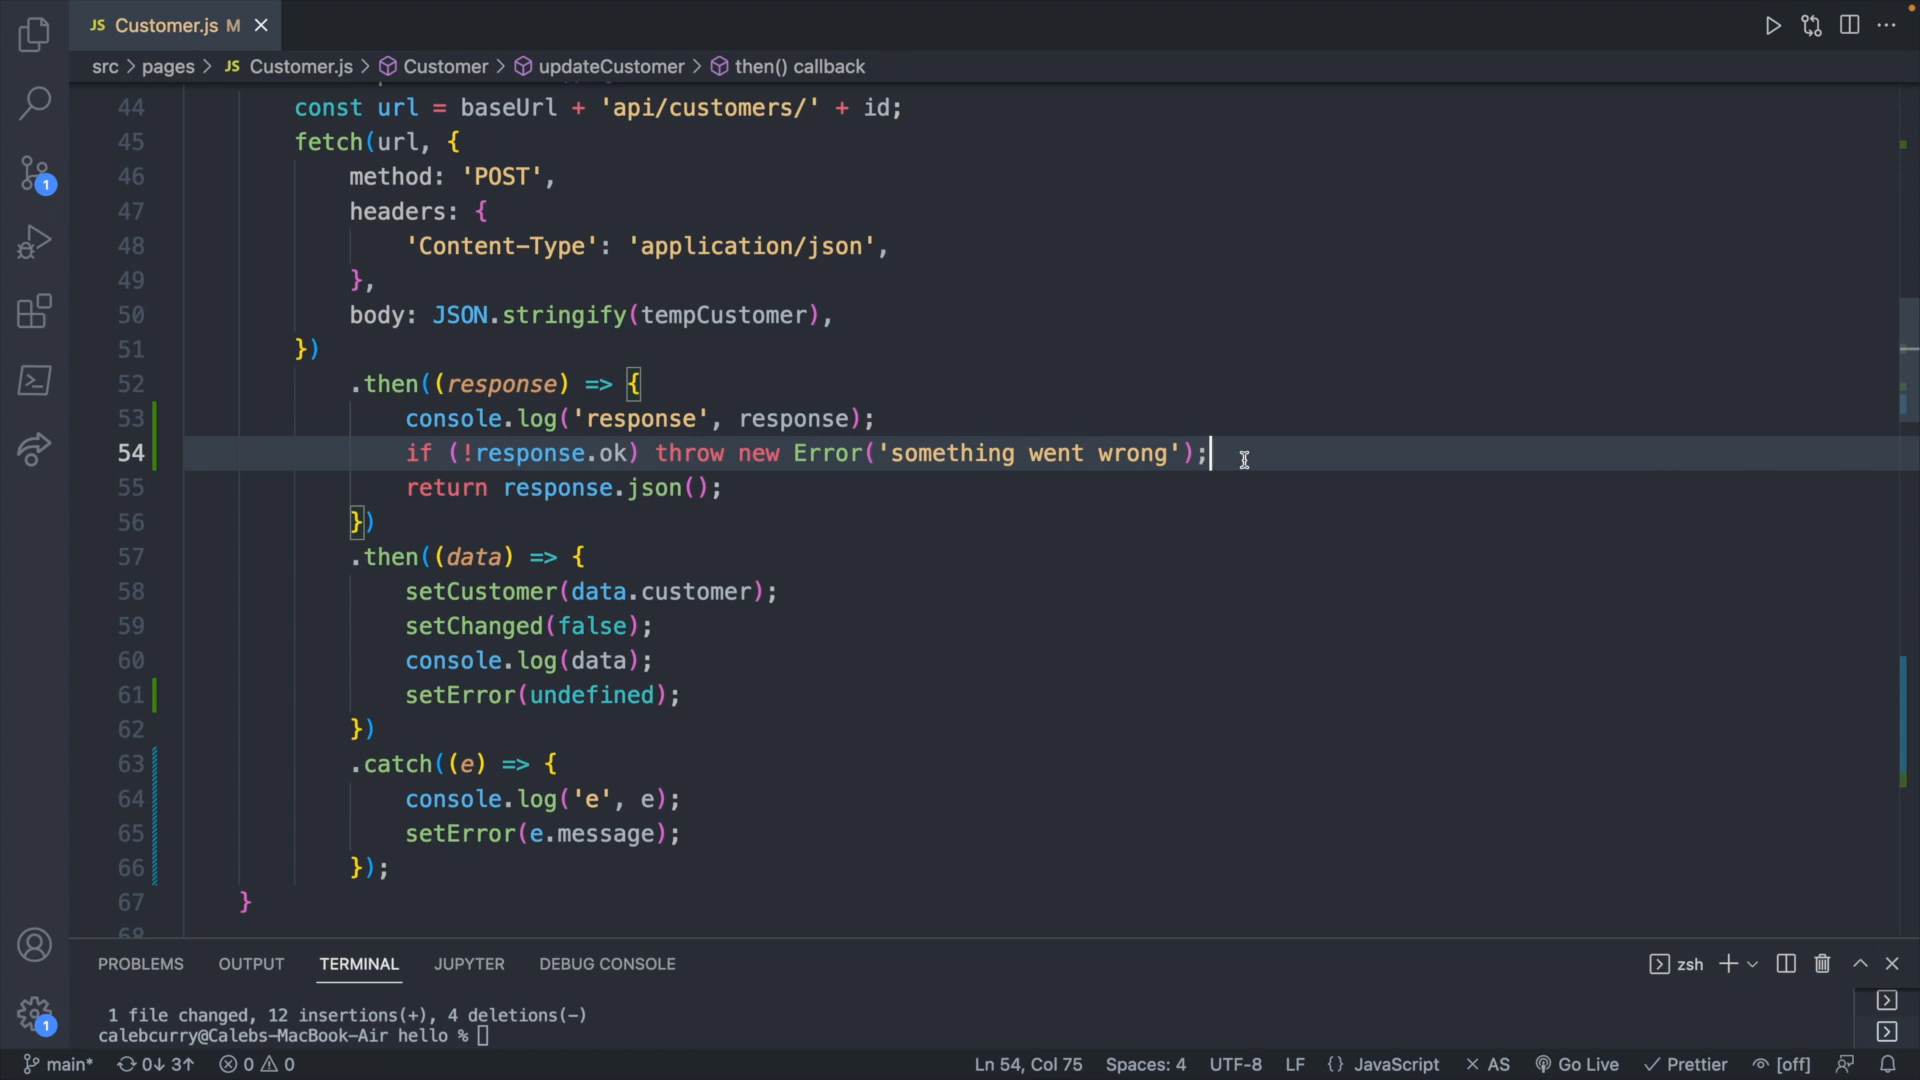 JS Customer.js M
src > pages > JS Customer.js > Customer > updateCustomer > then() callback
44 const url = baseUrl + 'api/customers/' + id;
45 fetch(url, {
46 method: 'POST',
47 headers: {
48 'Content-Type': 'application/json',
49 },
50 body: JSON.stringify(tempCustomer),
51 })
52 .then((response) => {
53 console.log('response', response);
54 if (!response.ok) throw new Error('something went wrong');
55 return response.json();
56 })
57 .then((data) => {
58 setCustomer(data.customer);
59 setChanged(false);
60 console.log(data);
61 setError(undefined);
62 })
63 .catch((e) => {
64 console.log('e', e);
65 setError(e.message);
66 });
67 }
68
1
1
PROBLEMS OUTPUT TERMINAL JUPYTER DEBUG CONSOLE zsh
1 file changed, 12 insertions(+), 4 deletions(-)
calebcurry@Calebs-MacBook-Air hello %
main* 0↓ 3↑ 0 0 Ln 54, Col 75 Spaces: 4 UTF-8 LF {} JavaScript AS Go Live Prettier [off]